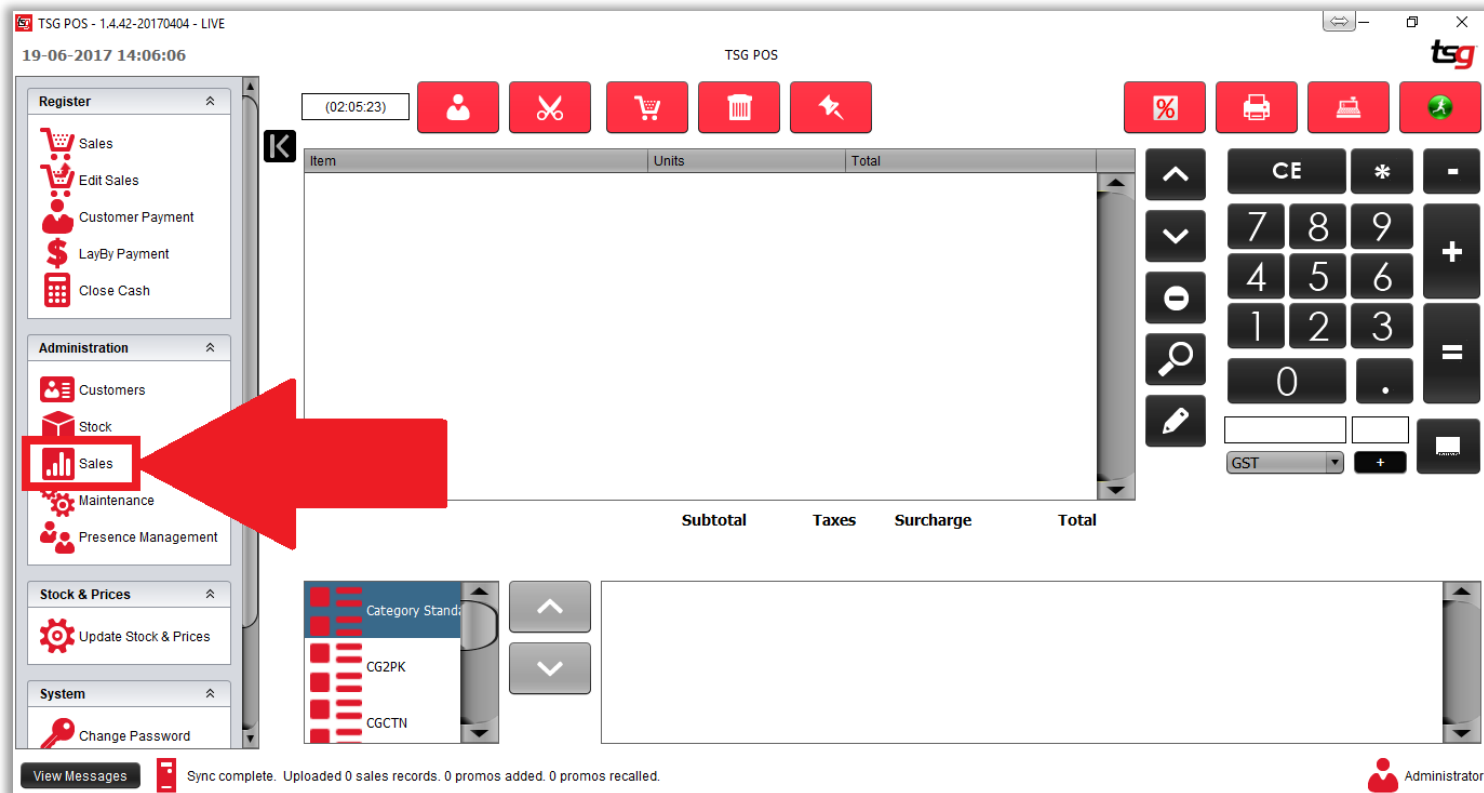 TSG POS - 1.4.42-20170404 - LIVE
19-06-2017 14:06:06
TSG POS
tsg
Register
Sales
Edit Sales
Customer Payment
LayBy Payment
Close Cash
Administration
Customers
Stock
Sales
Maintenance
Presence Management
Stock & Prices
Update Stock & Prices
System
Change Password
(02:05:23)
%
Item Units Total
Subtotal Taxes Surcharge Total
CE * -
7 8 9 +
4 5 6
1 2 3 =
0 .
GST +
Category Standa
CG2PK
CGCTN
View Messages
Sync complete. Uploaded 0 sales records. 0 promos added. 0 promos recalled.
Administrator